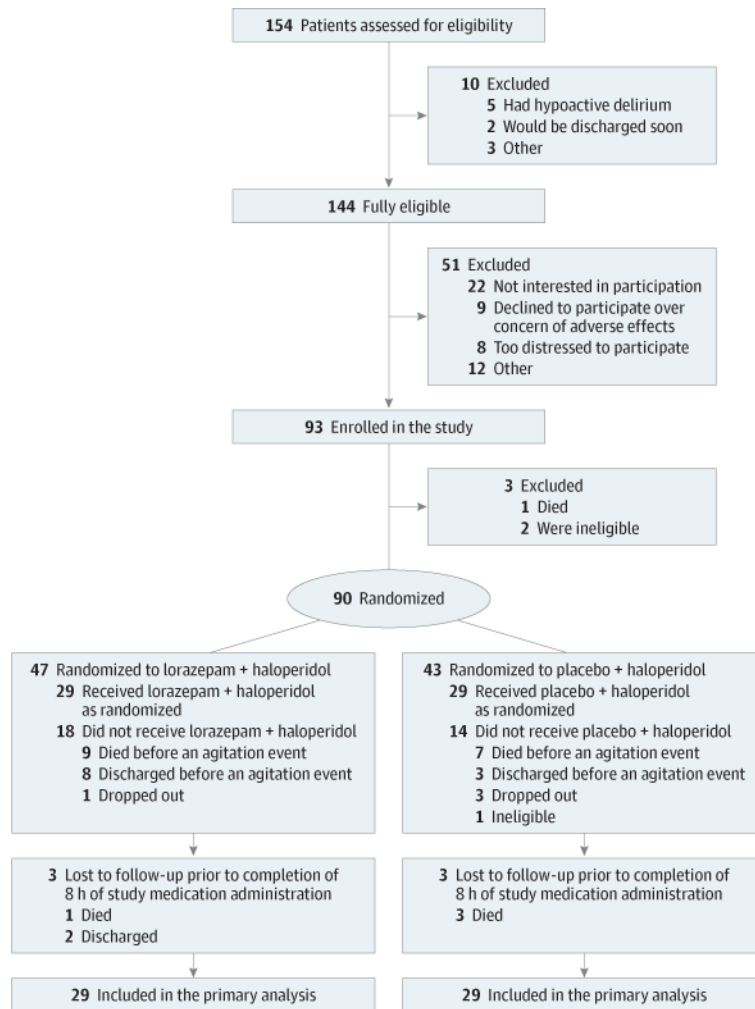 154 Patients assessed for eligibility
10 Excluded
5 Had hypoactive delirium
2 Would be discharged soon
3 Other
144 Fully eligible
51 Excluded
22 Not interested in participation
9 Declined to participate over
concern of adverse effects
8 Too distressed to participate
12 Other
93 Enrolled in the study
3 Excluded
1 Died
2 Were ineligible
90 Randomized
47 Randomized to lorazepam + haloperidol
29 Received lorazepam + haloperidol
as randomized
18 Did not receive lorazepam + haloperidol
9 Died before an agitation event
8 Discharged before an agitation event
1 Dropped out
43 Randomized to placebo + haloperidol
29 Received placebo + haloperidol
as randomized
14 Did not receive placebo + haloperidol
7 Died before an agitation event
3 Discharged before an agitation event
3 Dropped out
1 Ineligible
3 Lost to follow-up prior to completion of
8 h of study medication administration
1 Died
2 Discharged
3 Lost to follow-up prior to completion of
8 h of study medication administration
3 Died
29 Included in the primary analysis
29 Included in the primary analysis